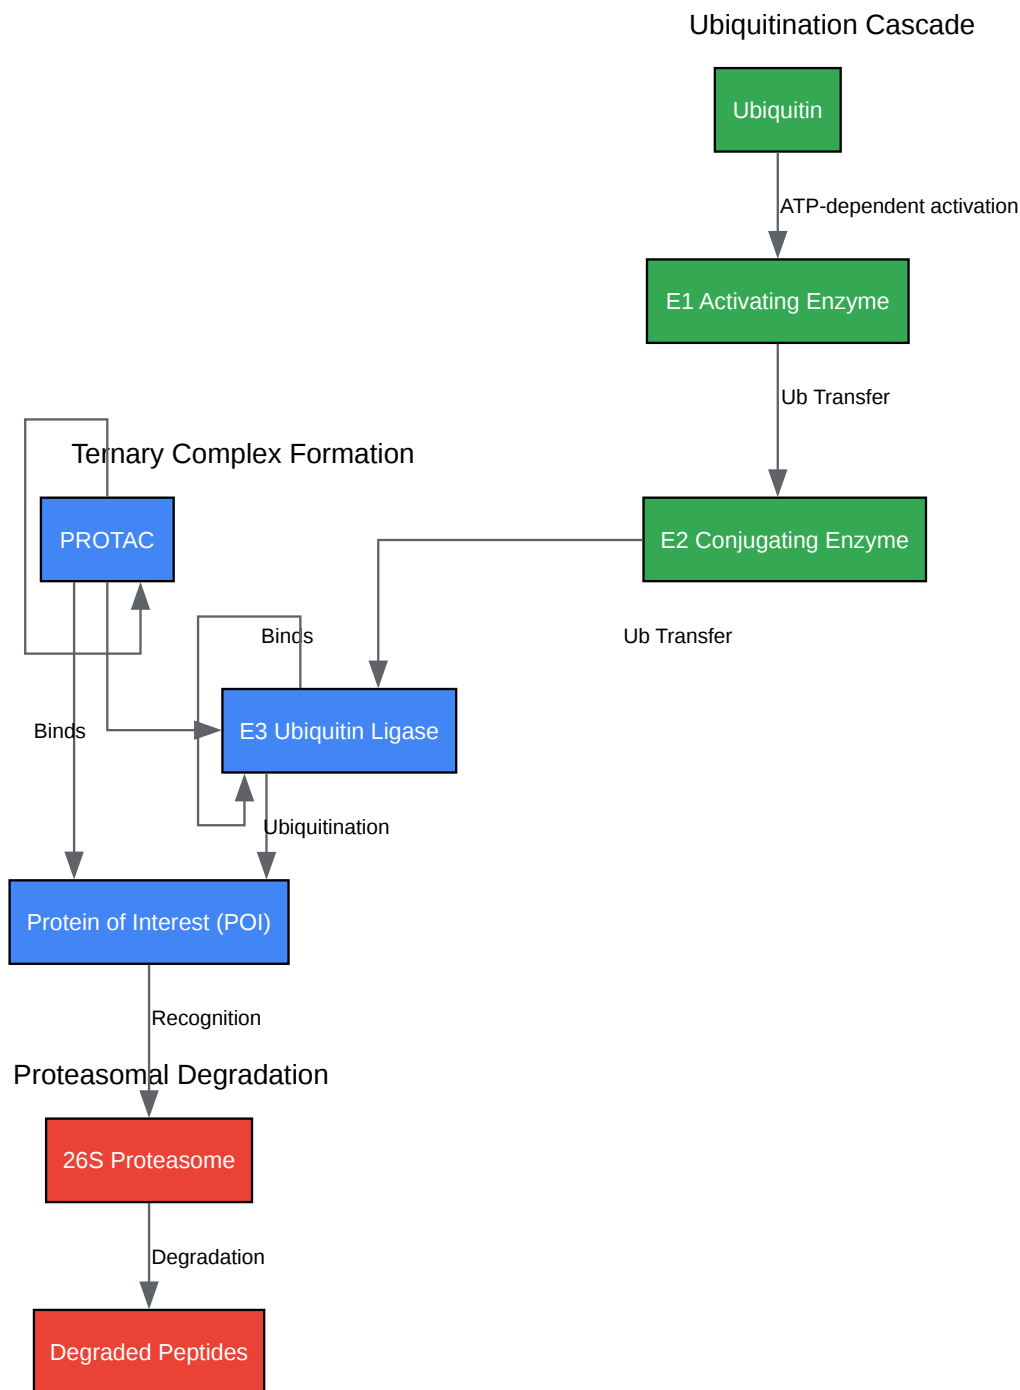 Ubiquitination Cascade
Ubiquitin
ATP-dependent activation
E1 Activating Enzyme
Ub Transfer
Ternary Complex Formation
PROTAC
E2 Conjugating Enzyme
Binds
Ub Transfer
Binds
E3 Ubiquitin Ligase
Ubiquitination
Protein of Interest (POI)
Recognition
Proteasomal Degradation
26S Proteasome
Degradation
Degraded Peptides